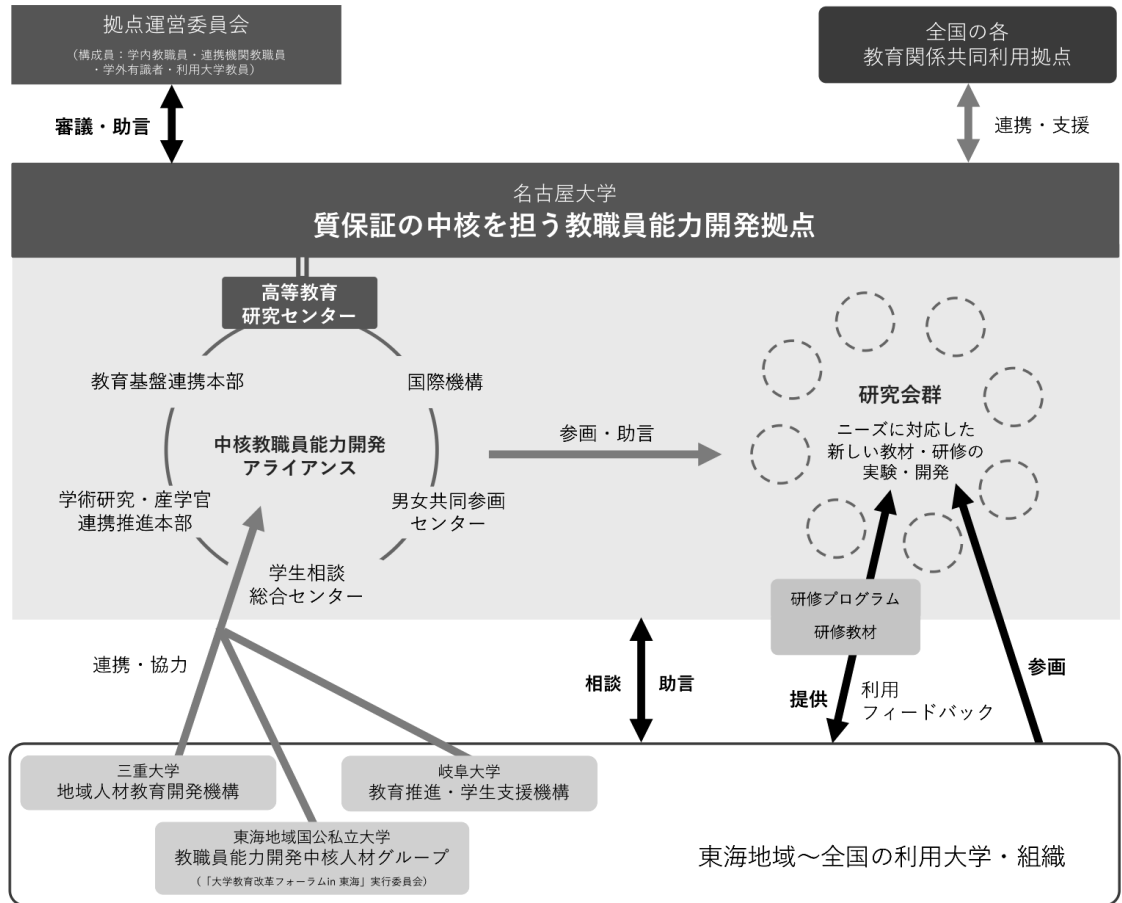 拠点運営委員会
（構成員：学内教職員・連携機関教職員
・学外有識者・利用大学教員）
全国の各
教育関係共同利用拠点
審議・助言
連携・支援
名古屋大学
質保証の中核を担う教職員能力開発拠点
高等教育
研究センター
教育基盤連携本部
国際機構
中核教職員能力開発
アライアンス
学術研究・産学官
連携推進本部
男女共同参画
センター
学生相談
総合センター
参画・助言
研究会群
ニーズに対応した
新しい教材・研修の
実験・開発
研修プログラム
研修教材
連携・協力
相談
助言
提供
利用
フィードバック
参画
三重大学
地域人材教育開発機構
岐阜大学
教育推進・学生支援機構
東海地域国公私立大学
教職員能力開発中核人材グループ
（「大学教育改革フォーラムin 東海」実行委員会）
東海地域〜全国の利用大学・組織